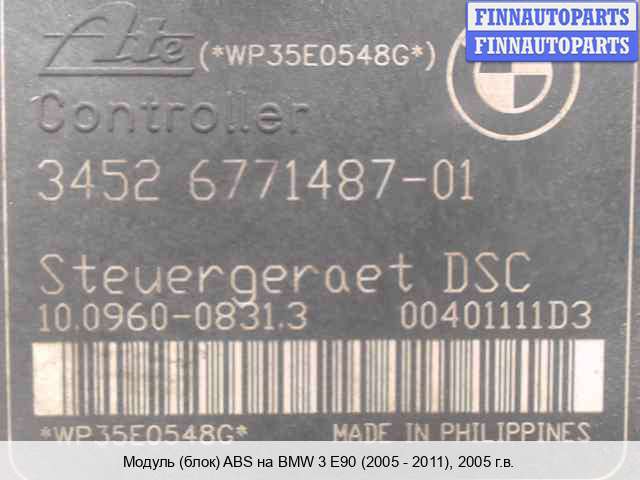 FINNAUTOPARTS
FINNAUTOPARTS
Ate (*WP35E0548G*)
Controller
3452 6771487-01
Steuergeraet DSC
10.0960-0831.3 00401111D3
*WP35E0548G* MADE IN PHILIPPINES
Модуль (блок) ABS на BMW 3 E90 (2005 - 2011), 2005 г.в.